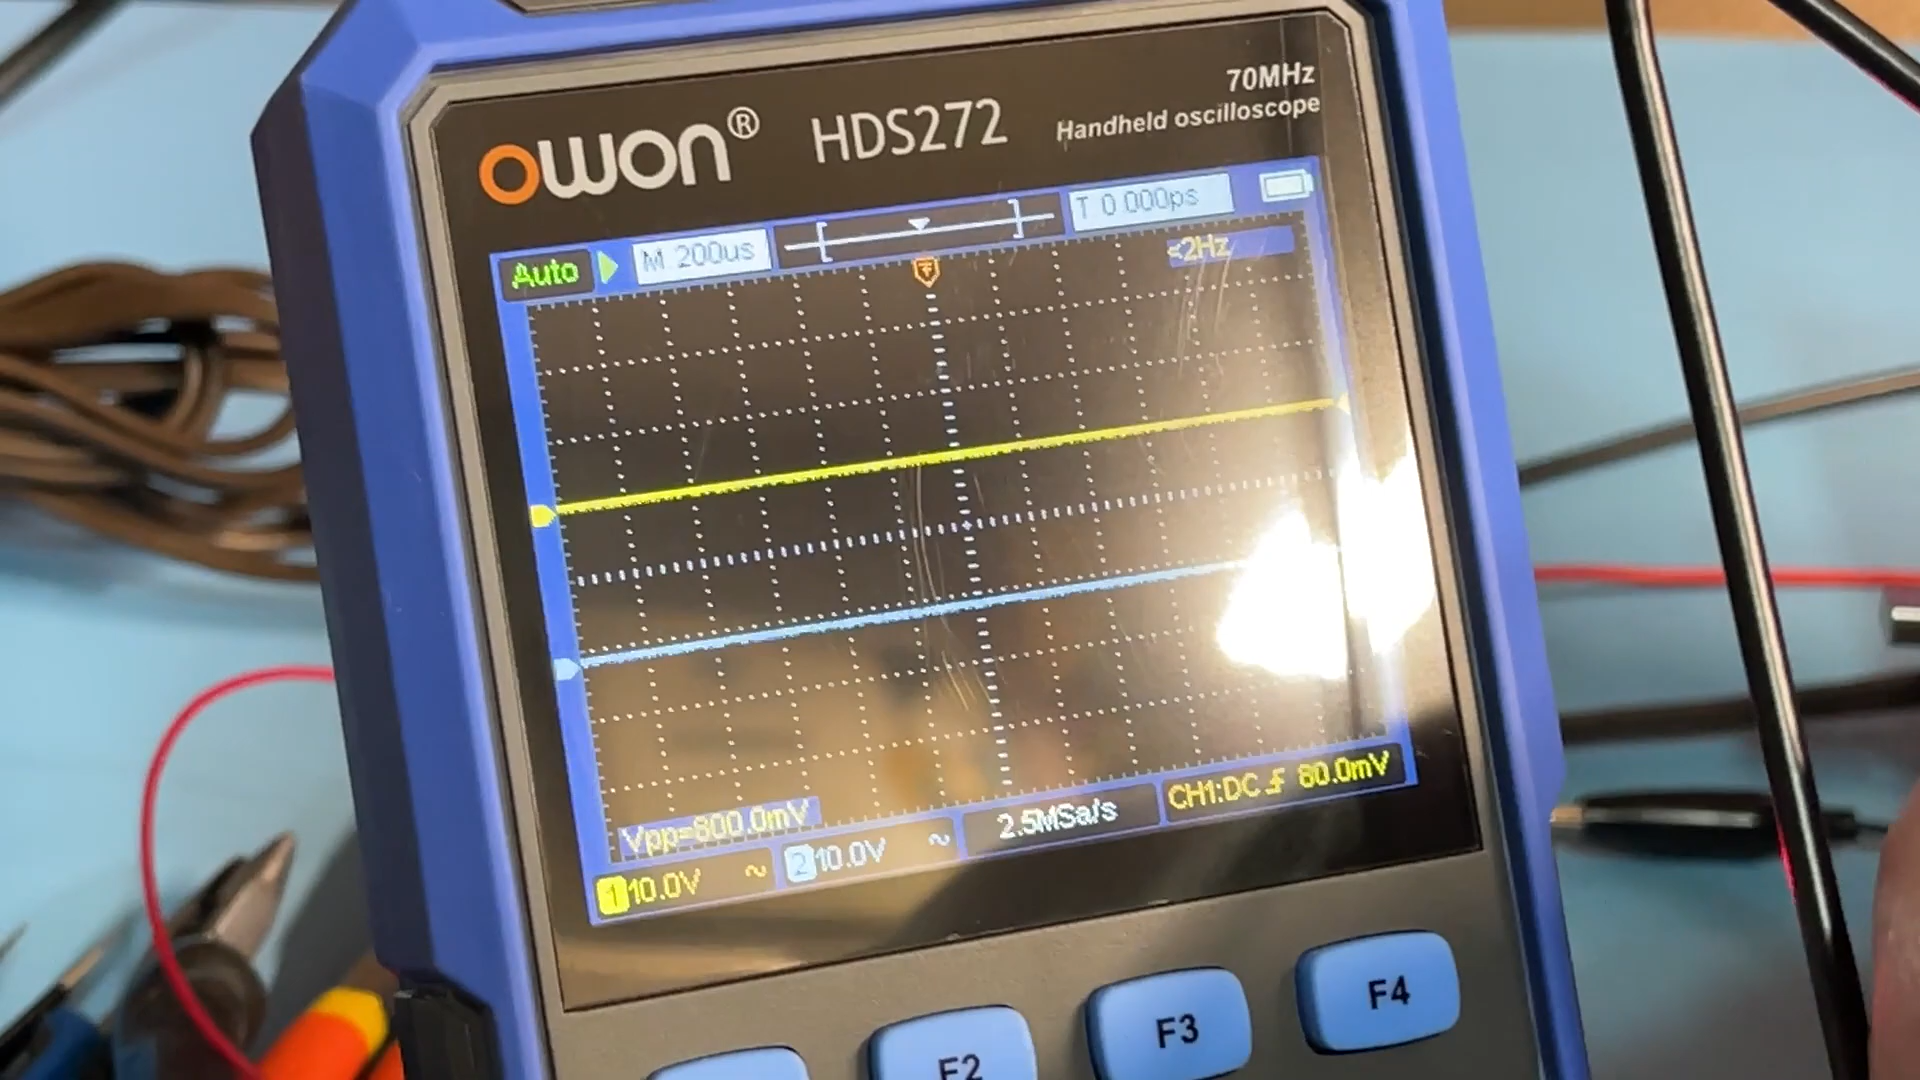 owon® HDS272 70MHz
Handheld oscilloscope
Auto M 200us T 0.000ps
<2Hz
Vpp=800.0mV
1 10.0V ~ 2 10.0V ~ 2.5MSa/s CH1:DC 80.0mV
F2 F3 F4